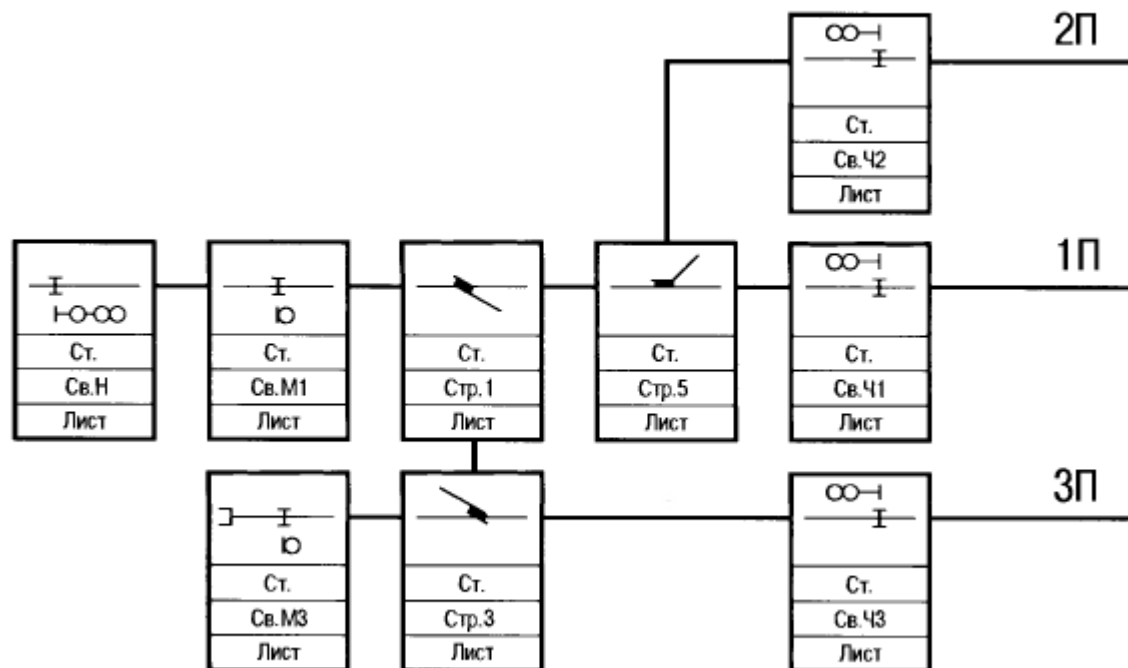 2П
Ст.
Св.Ч2
Лист
1П
Ст.
Св.Н
Лист
Ст.
Св.М1
Лист
Ст.
Стр.1
Лист
Ст.
Стр.5
Лист
Ст.
Св.Ч1
Лист
3П
Ст.
Св.М3
Лист
Ст.
Стр.3
Лист
Ст.
Св.Ч3
Лист